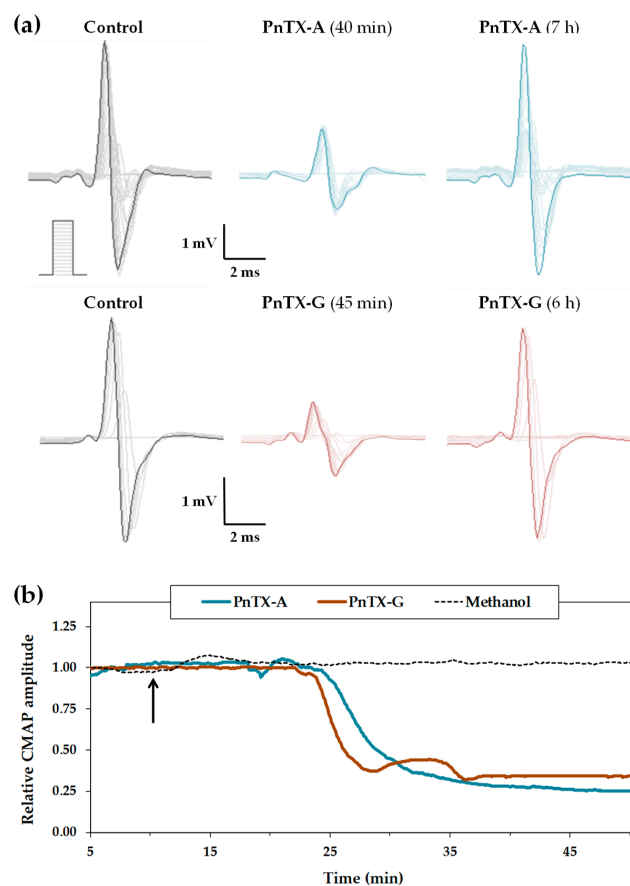 (a) Control PnTX-A (40 min) PnTX-A (7 h)
1 mV
2 ms
Control PnTX-G (45 min) PnTX-G (6 h)
1 mV
2 ms
(b)
PnTX-A PnTX-G Methanol
Relative CMAP amplitude
1.25
1.00
0.75
0.50
0.25
0.00
5 15 25 35 45
Time (min)